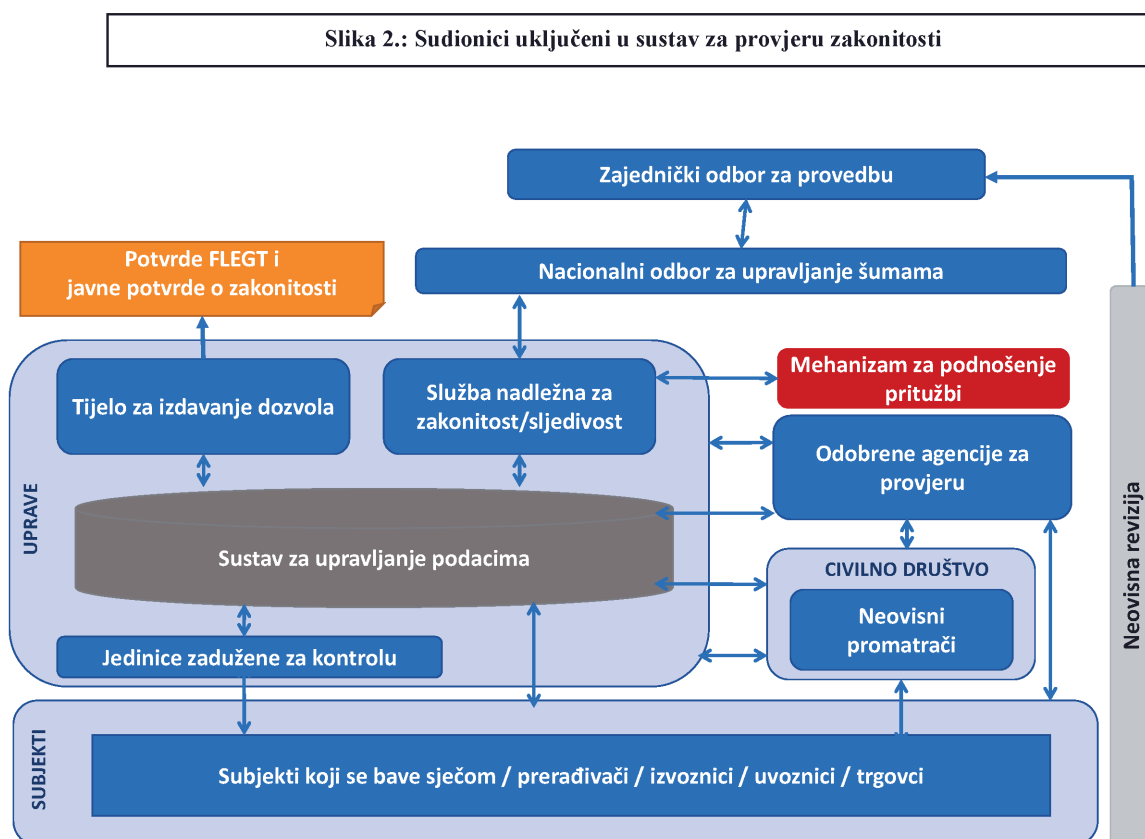 Slika 2.: Sudionici uključeni u sustav za provjeru zakonitosti
Zajednički odbor za provedbu
Potvrde FLEGT i
javne potvrde o zakonitosti
Nacionalni odbor za upravljanje šumama
Mehanizam za podnošenje
pritužbi
Tijelo za izdavanje dozvola
Služba nadležna za
zakonitost/sljedivost
Odobrene agencije za
provjeru
UPRAVE
Sustav za upravljanje podacima
CIVILNO DRUŠTVO
Neovisni
promatrači
Jedinice zadužene za kontrolu
Neovisna revizija
SUBJEKTI
Subjekti koji se bave sječom / prerađivači / izvoznici / uvoznici / trgovci